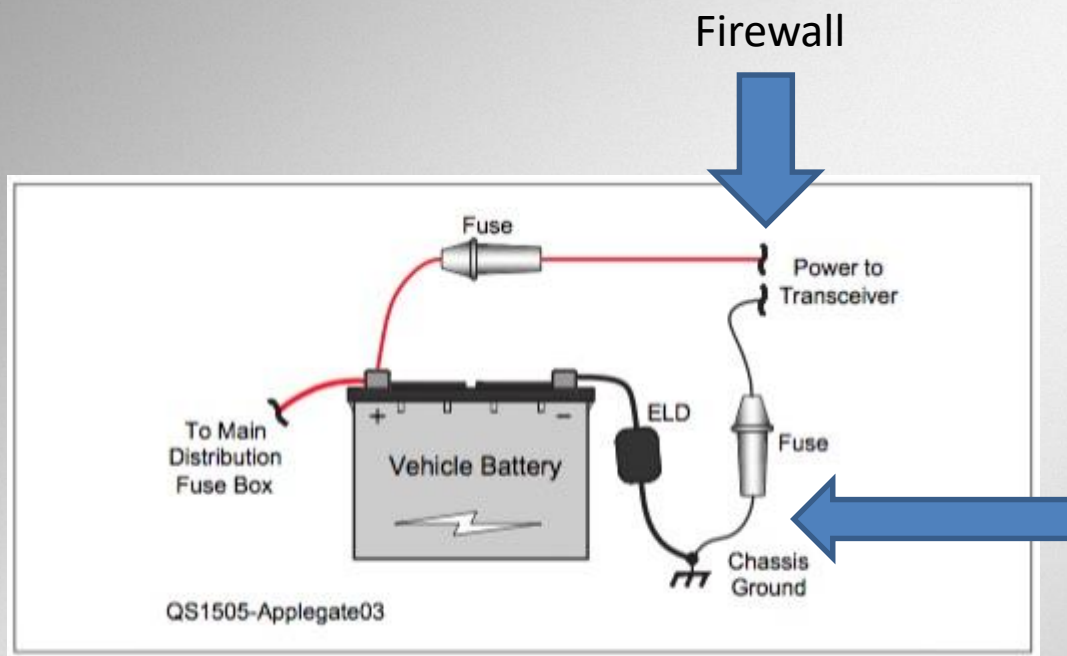 Firewall
Fuse
Power to
Transceiver
To Main
Distribution
Fuse Box
+
-
Vehicle Battery
ELD
Fuse
Chassis
Ground
QS1505-Applegate03